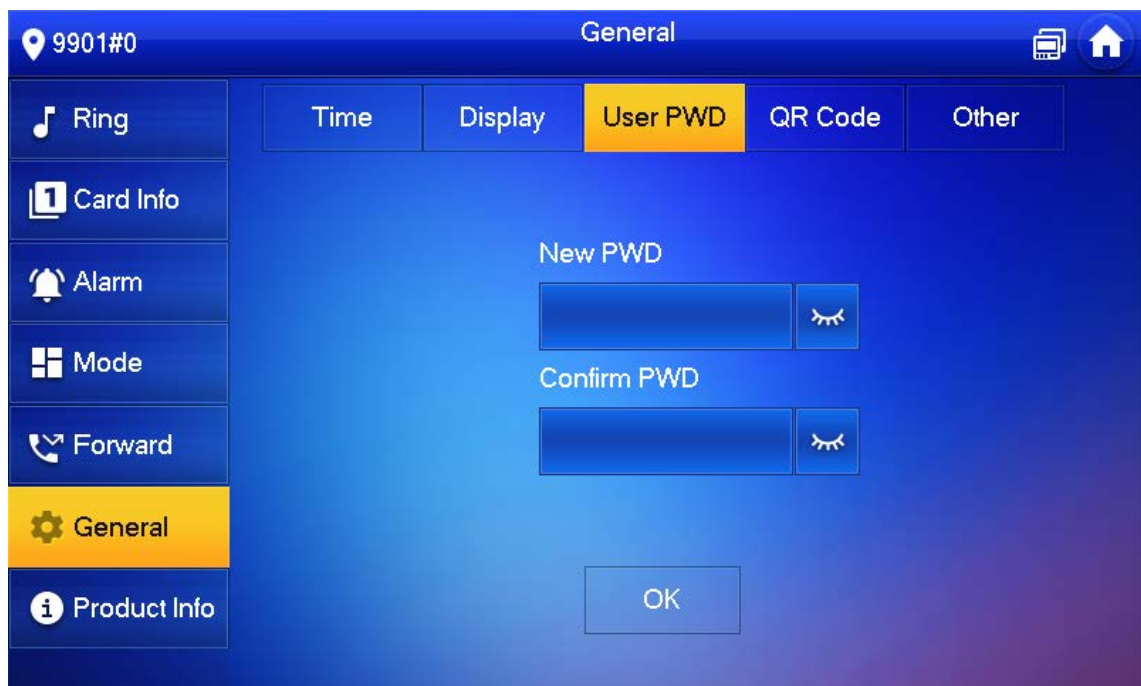 9901#0
General
Ring
Card Info
Alarm
Mode
Forward
General
Product Info
Time
Display
User PWD
QR Code
Other
New PWD
Confirm PWD
OK